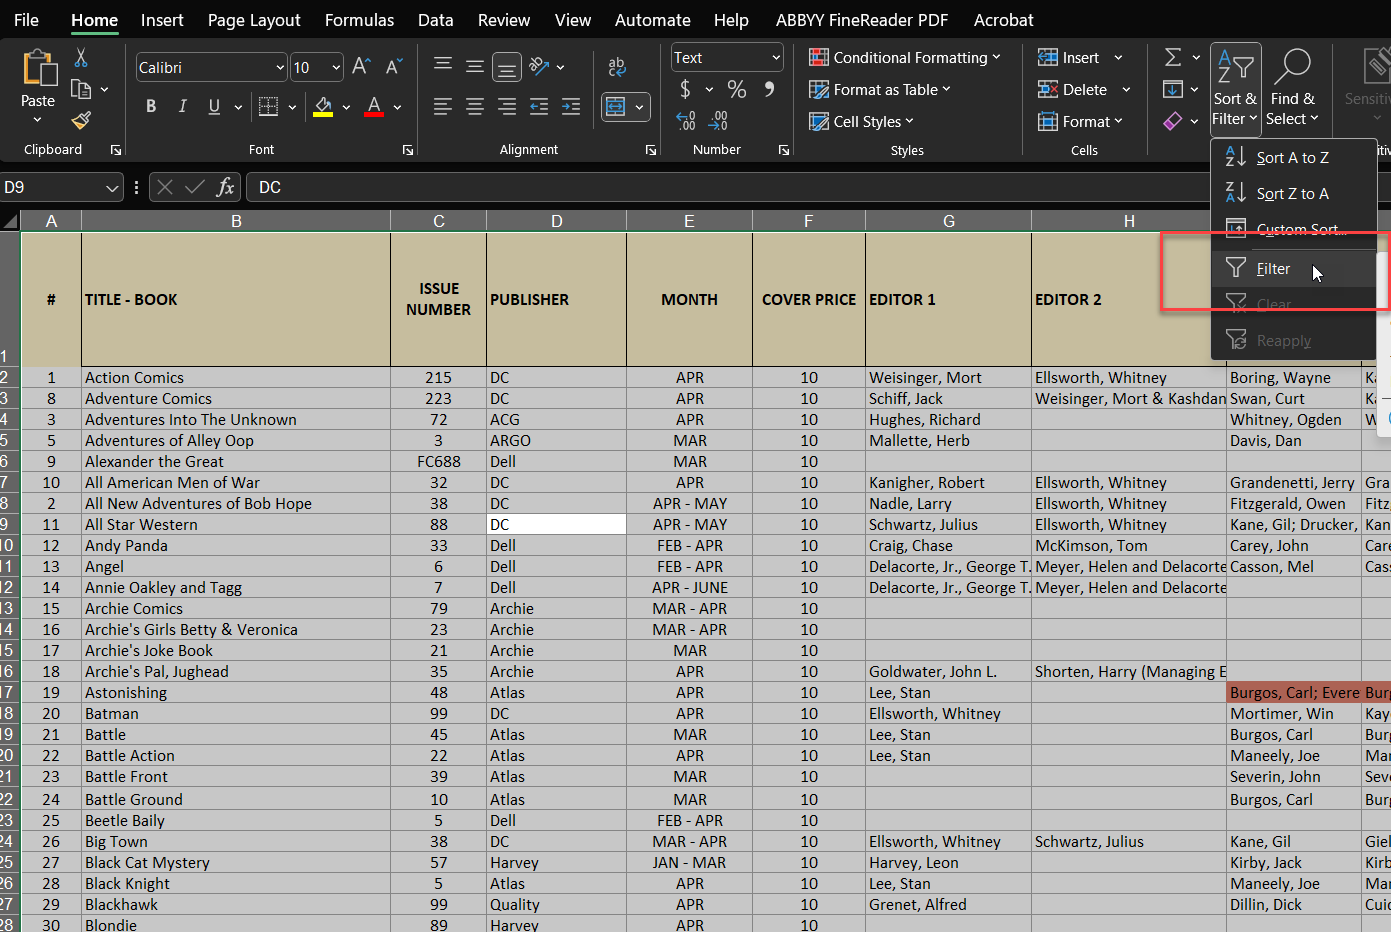 File Home Insert Page Layout Formulas Data Review View Automate Help ABBYY FineReader PDF Acrobat
Paste
Clipboard
Calibri 10
B I U A
Font
ab
Alignment
Text
$ %
Number
Conditional Formatting
Format as Table
Cell Styles
Styles
Insert
Delete
Format
Cells
Sort & Filter
Find & Select
Sort A to Z
Sort Z to A
Custom Sort...
Filter
Clear
Reapply
D9 fx DC
A B C D E F G H
1 # TITLE - BOOK ISSUE NUMBER PUBLISHER MONTH COVER PRICE EDITOR 1 EDITOR 2
2 1 Action Comics 215 DC APR 10 Weisinger, Mort Ellsworth, Whitney Boring, Wayne
3 8 Adventure Comics 223 DC APR 10 Schiff, Jack Weisinger, Mort & Kashdan Swan, Curt
4 3 Adventures Into The Unknown 72 ACG APR 10 Hughes, Richard Whitney, Ogden
5 5 Adventures of Alley Oop 3 ARGO MAR 10 Mallette, Herb Davis, Dan
6 9 Alexander the Great FC688 Dell MAR 10
7 10 All American Men of War 32 DC APR 10 Kanigher, Robert Ellsworth, Whitney Grandenetti, Jerry Gra
8 2 All New Adventures of Bob Hope 38 DC APR - MAY 10 Nadle, Larry Ellsworth, Whitney Fitzgerald, Owen Fitz
9 11 All Star Western 88 DC APR - MAY 10 Schwartz, Julius Ellsworth, Whitney Kane, Gil; Drucker, Kan
10 12 Andy Panda 33 Dell FEB - APR 10 Craig, Chase McKimson, Tom Carey, John Care
11 13 Angel 6 Dell FEB - APR 10 Delacorte, Jr., George T. Meyer, Helen and Delacorte Casson, Mel Cass
12 14 Annie Oakley and Tagg 7 Dell APR - JUNE 10 Delacorte, Jr., George T. Meyer, Helen and Delacorte
13 15 Archie Comics 79 Archie MAR - APR 10
14 16 Archie's Girls Betty & Veronica 23 Archie MAR - APR 10
15 17 Archie's Joke Book 21 Archie MAR 10
16 18 Archie's Pal, Jughead 35 Archie APR 10 Goldwater, John L. Shorten, Harry (Managing E
17 19 Astonishing 48 Atlas APR 10 Lee, Stan Burgos, Carl; Evere Burg
18 20 Batman 99 DC APR 10 Ellsworth, Whitney Mortimer, Win Kay
19 21 Battle 45 Atlas MAR 10 Lee, Stan Burgos, Carl Burg
20 22 Battle Action 22 Atlas APR 10 Lee, Stan Maneely, Joe Man
21 23 Battle Front 39 Atlas MAR 10 Severin, John Seve
22 24 Battle Ground 10 Atlas MAR 10 Burgos, Carl Burg
23 25 Beetle Baily 5 Dell FEB - APR 10
24 26 Big Town 38 DC MAR - APR 10 Ellsworth, Whitney Schwartz, Julius Kane, Gil Giel
25 27 Black Cat Mystery 57 Harvey JAN - MAR 10 Harvey, Leon Kirby, Jack Kirb
26 28 Black Knight 5 Atlas APR 10 Lee, Stan Maneely, Joe Man
27 29 Blackhawk 99 Quality APR 10 Grenet, Alfred Dillin, Dick Cuid
28 30 Blondie 89 Harvey APR 10